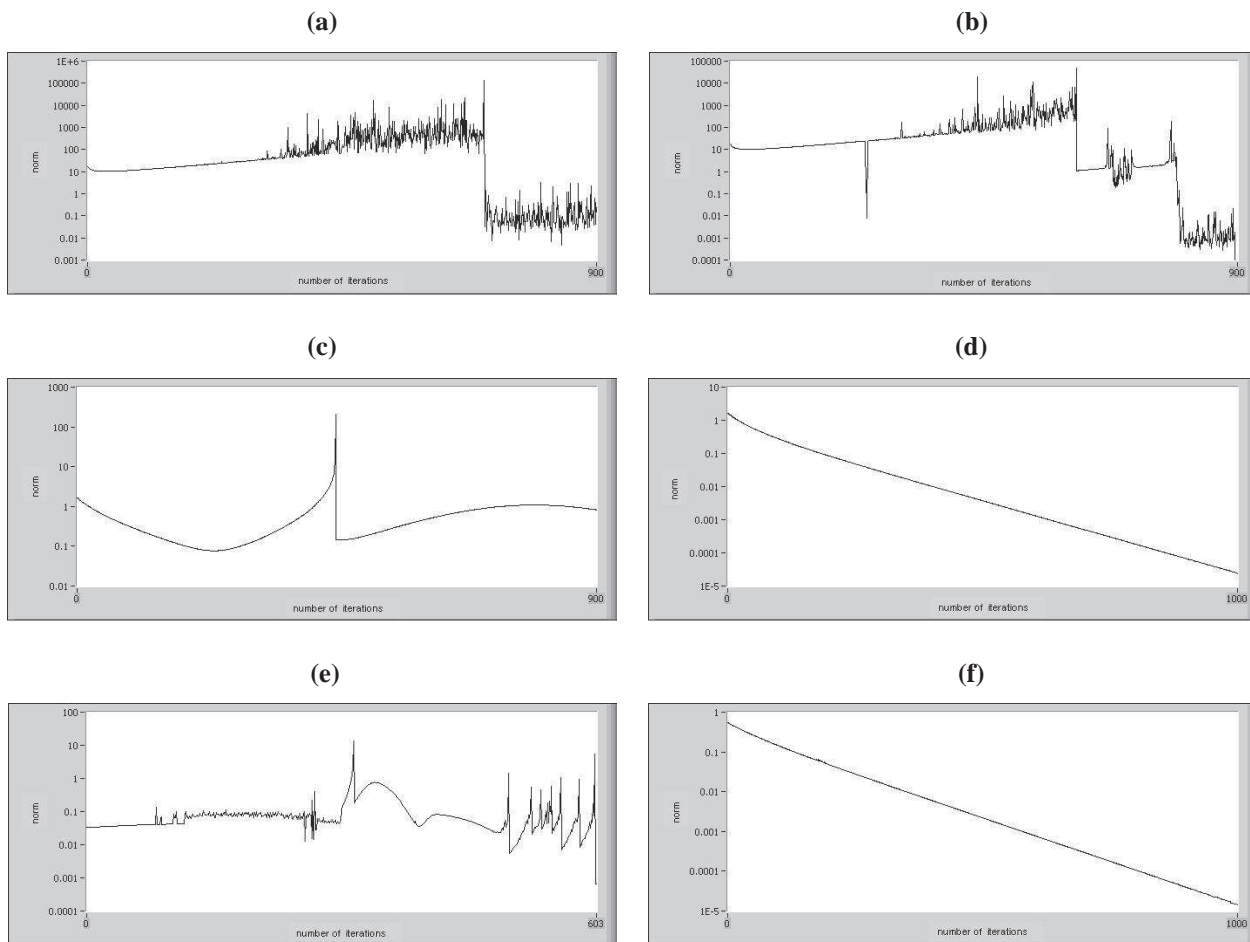 (a)
1E+6
100000
10000
1000
100
10
1
0.1
0.01
0.001
norm
0
900
number of iterations
(b)
100000
10000
1000
100
10
1
0.1
0.01
0.001
0.0001
norm
0
900
number of iterations
(c)
1000
100
10
1
0.1
0.01
norm
0
900
number of iterations
(d)
10
1
0.1
0.01
0.001
0.0001
1E-5
norm
0
1000
number of iterations
(e)
100
10
1
0.1
0.01
0.001
0.0001
norm
0
603
number of iterations
(f)
1
0.1
0.01
0.001
0.0001
1E-5
norm
0
1000
number of iterations